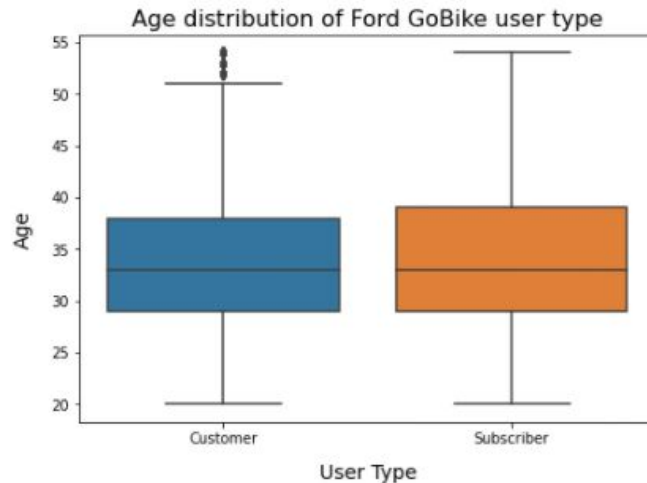 Age distribution of Ford GoBike user type
55
50
45
40
35
30
25
20
Age
Customer
Subscriber
User Type